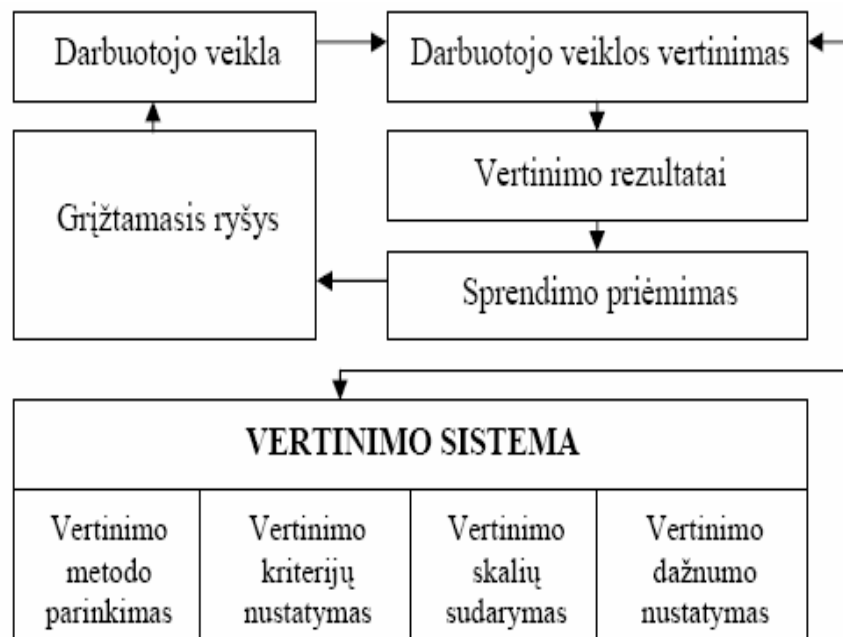 Darbuotojo veikla
Darbuotojo veiklos vertinimas
Vertinimo rezultatai
Grįžtamasis ryšys
Sprendimo priėmimas
VERTINIMO SISTEMA
Vertinimo
metodo
parinkimas
Vertinimo
kriterijų
nustatymas
Vertinimo
skalių
sudarymas
Vertinimo
dažnumo
nustatymas